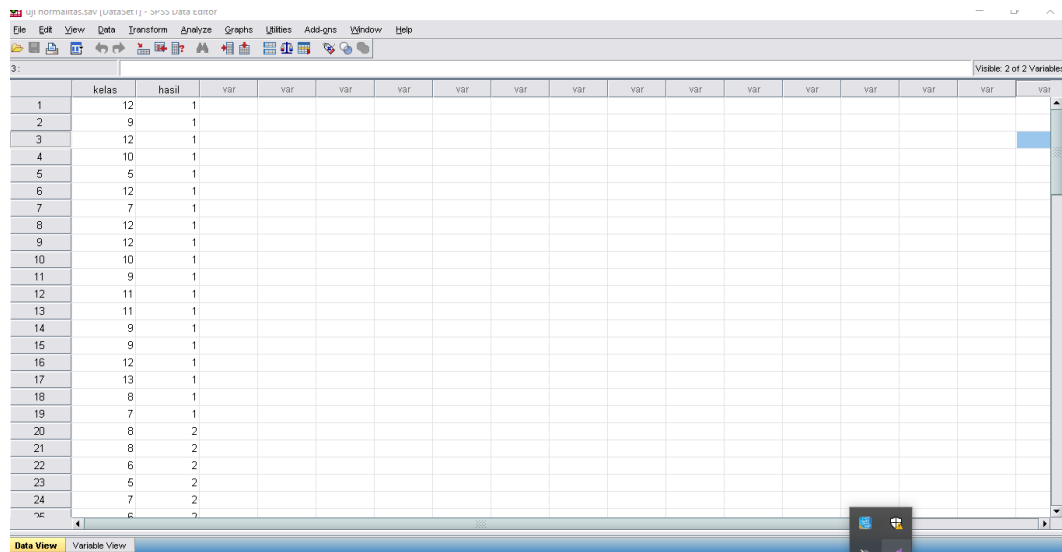 uji normalitas.sav [DataSet1] - SPSS Data Editor
File Edit View Data Transform Analyze Graphs Utilities Add-ons Window Help
3 :
Visible: 2 of 2 Variables
kelas hasil var var var var var var var var var var var var var var var
1 12 1
2 9 1
3 12 1
4 10 1
5 5 1
6 12 1
7 7 1
8 12 1
9 12 1
10 10 1
11 9 1
12 11 1
13 11 1
14 9 1
15 9 1
16 12 1
17 13 1
18 8 1
19 7 1
20 8 2
21 8 2
22 6 2
23 5 2
24 7 2
25 6 2
Data View Variable View